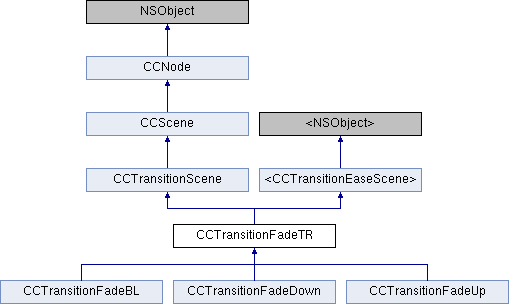 NSObject
CCNode
CCScene
<NSObject>
CCTransitionScene
<CCTransitionEaseScene>
CCTransitionFadeTR
CCTransitionFadeBL
CCTransitionFadeDown
CCTransitionFadeUp